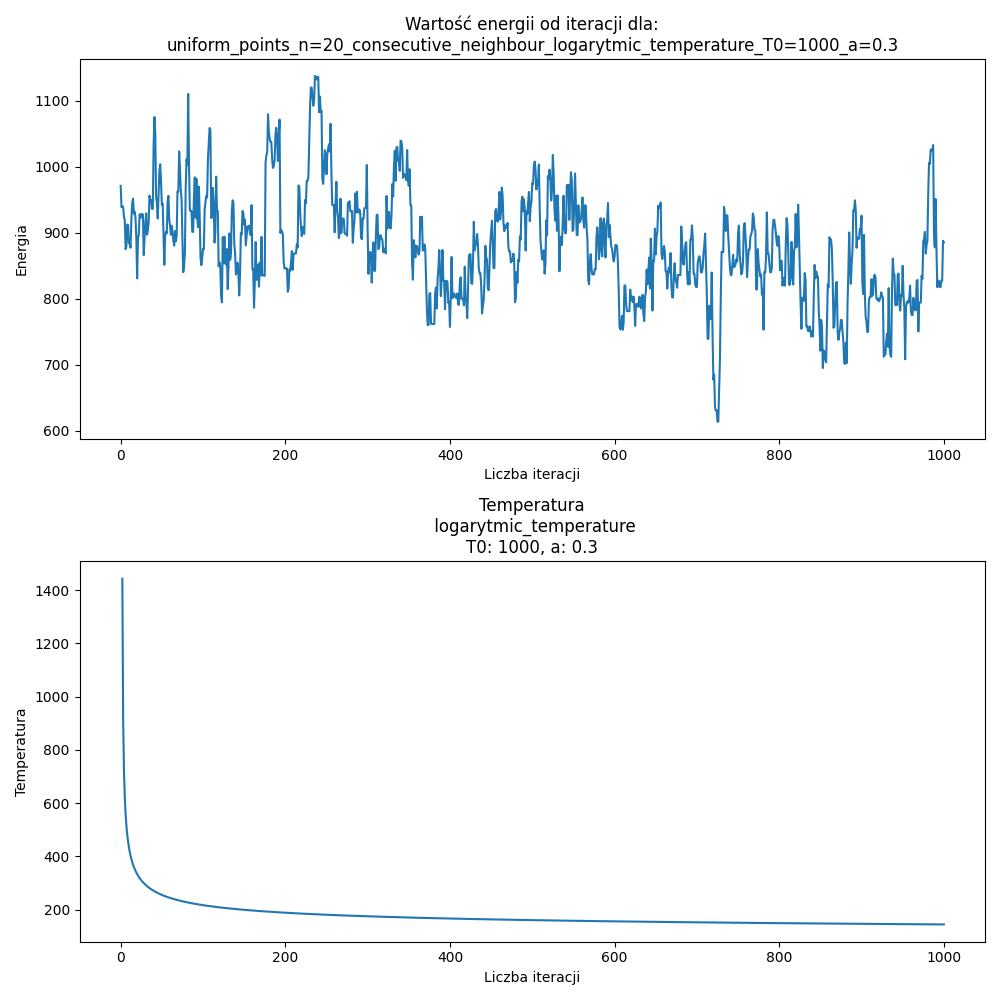 Wartość energii od iteracji dla:
uniform_points_n=20_consecutive_neighbour_logarytmic_temperature_T0=1000_a=0.3
1100
1000
900
800
700
600
Energia
0 200 400 600 800 1000
Liczba iteracji
Temperatura
logarytmic_temperature
T0: 1000, a: 0.3
1400
1200
1000
800
600
400
200
Temperatura
0 200 400 600 800 1000
Liczba iteracji